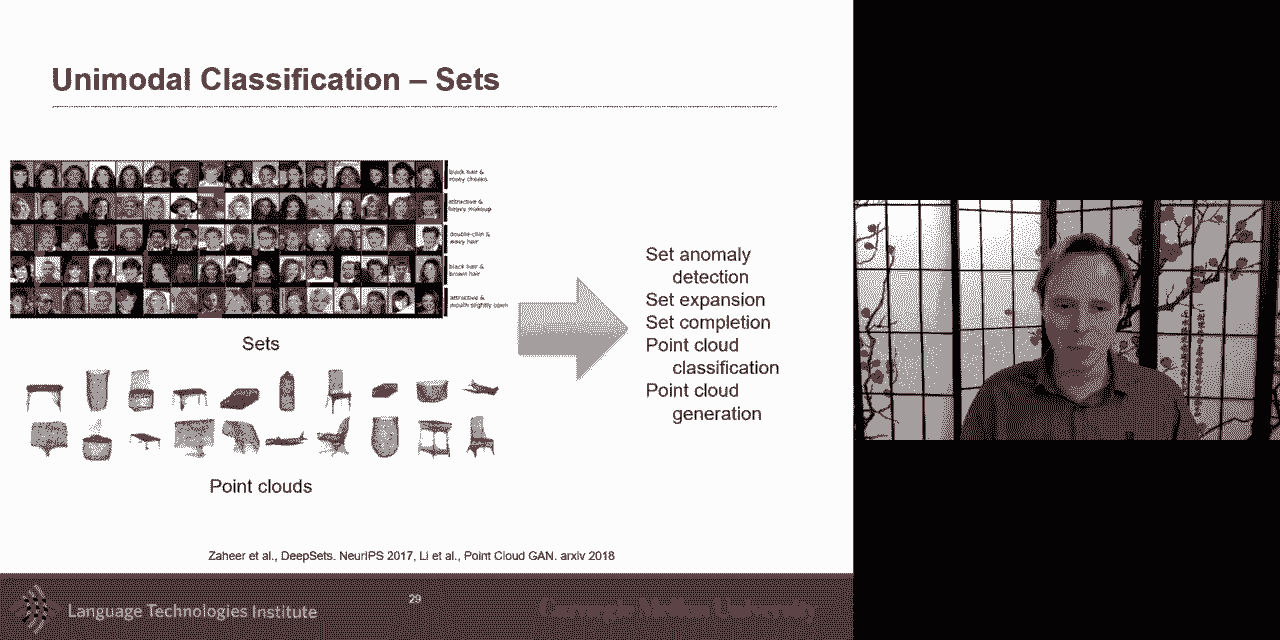 Unimodal Classification – Sets
black hair &
rosey cheeks
attractive &
heavy makeup
double-chin &
wavy hair
black hair &
brown hair
attractive &
mouth slightly open
Sets
Point clouds
Set anomaly
detection
Set expansion
Set completion
Point cloud
classification
Point cloud
generation
Zaheer et al., DeepSets. NeurIPS 2017, Li et al., Point Cloud GAN. arxiv 2018
Language Technologies Institute
29
Carnegie Mellon University